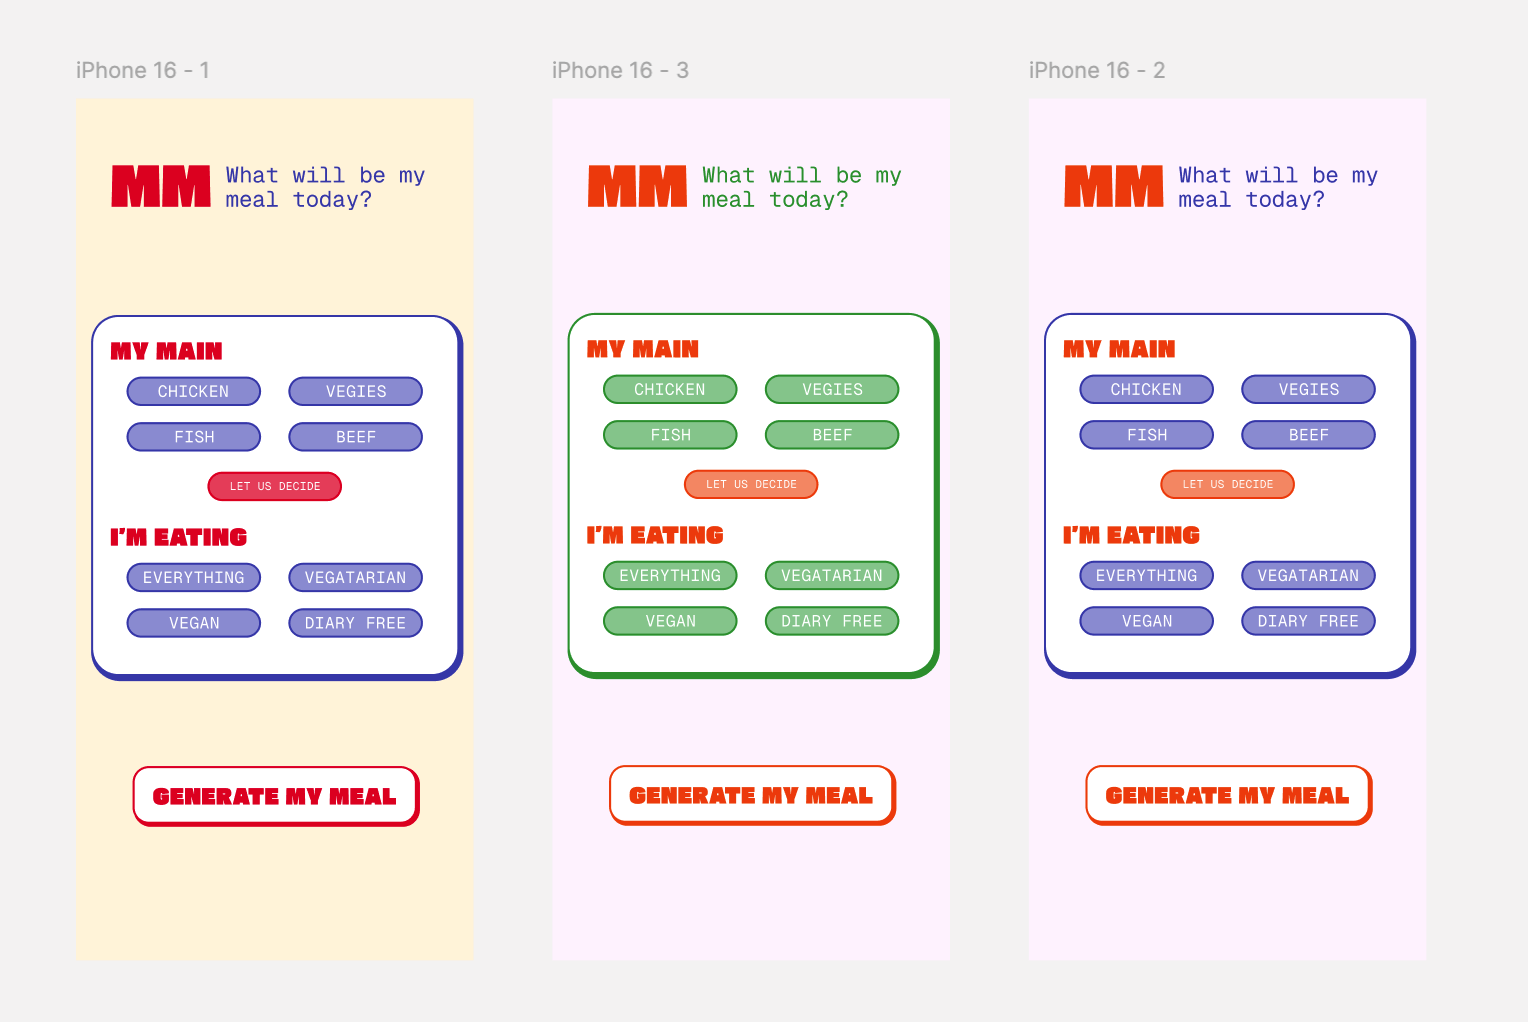 iPhone 16 - 1
MM
What will be my
meal today?
MY MAIN
CHICKEN VEGIES
FISH BEEF
LET US DECIDE
I'M EATING
EVERYTHING VEGATARIAN
VEGAN DIARY FREE
GENERATE MY MEAL
iPhone 16 - 3
MM
What will be my
meal today?
MY MAIN
CHICKEN VEGIES
FISH BEEF
LET US DECIDE
I'M EATING
EVERYTHING VEGATARIAN
VEGAN DIARY FREE
GENERATE MY MEAL
iPhone 16 - 2
MM
What will be my
meal today?
MY MAIN
CHICKEN VEGIES
FISH BEEF
LET US DECIDE
I'M EATING
EVERYTHING VEGATARIAN
VEGAN DIARY FREE
GENERATE MY MEAL